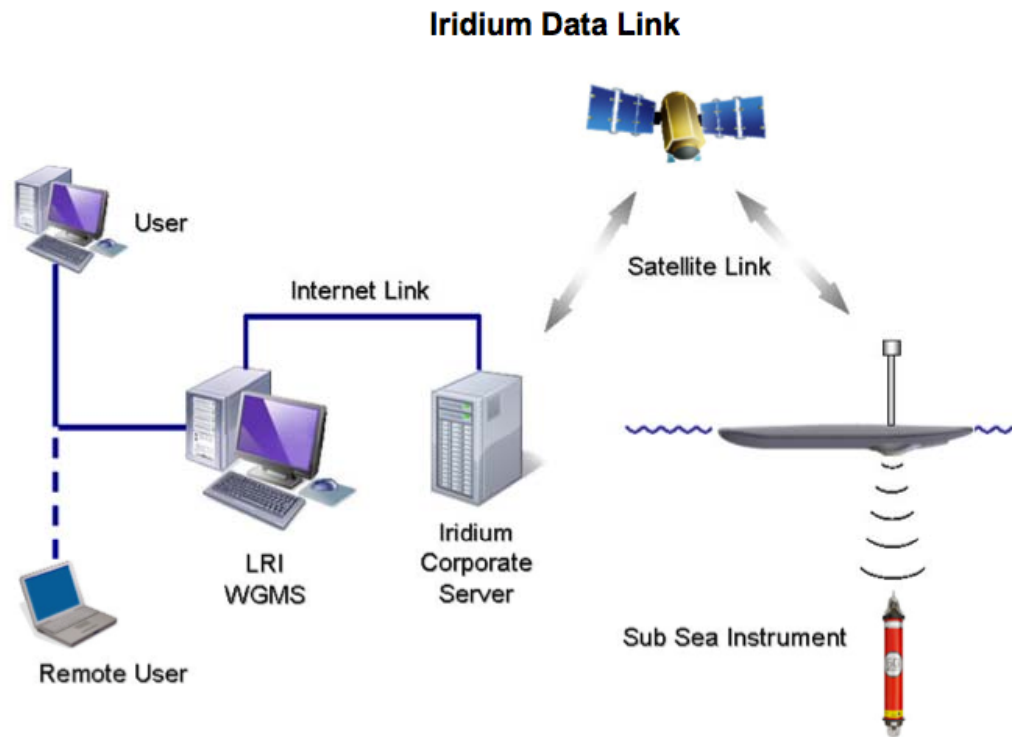 Iridium Data Link
User
Satellite Link
Internet Link
Iridium
Corporate
Server
LRI
WGMS
Sub Sea Instrument
Remote User